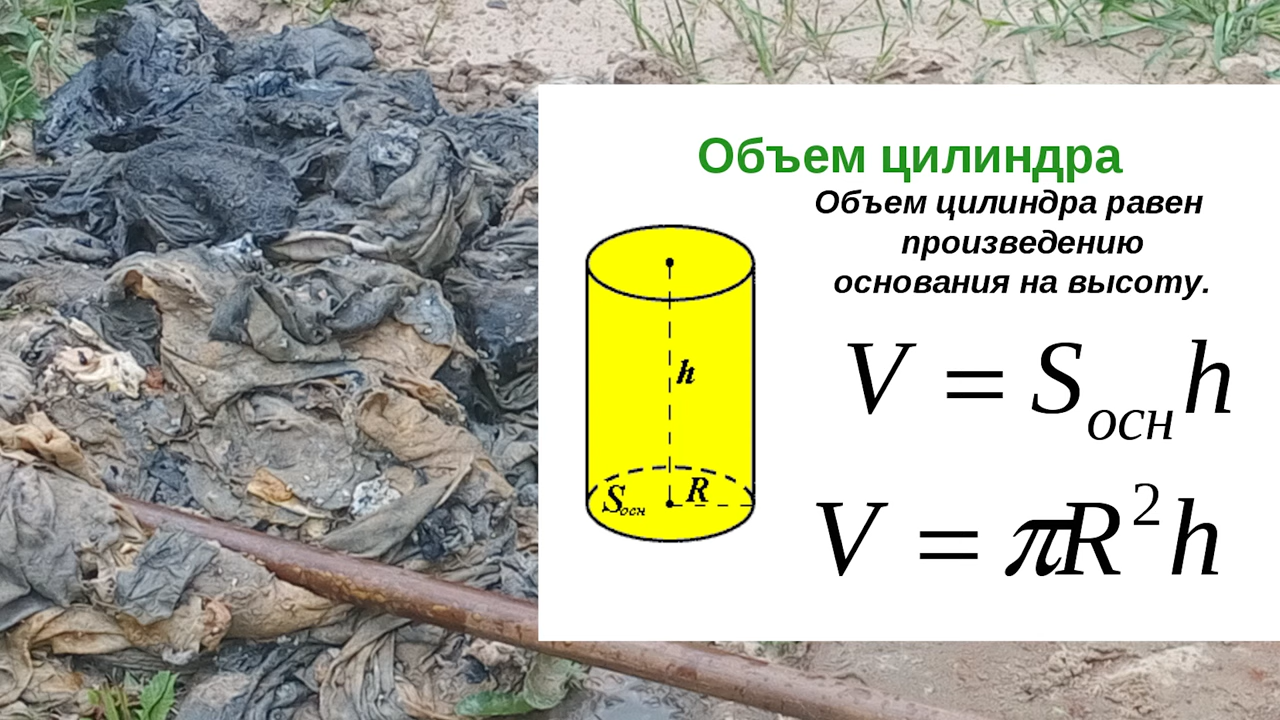 Объем цилиндра
Объем цилиндра равен
произведению
основания на высоту.
h
V = Sосн h
R
Sосн
V = πR²h